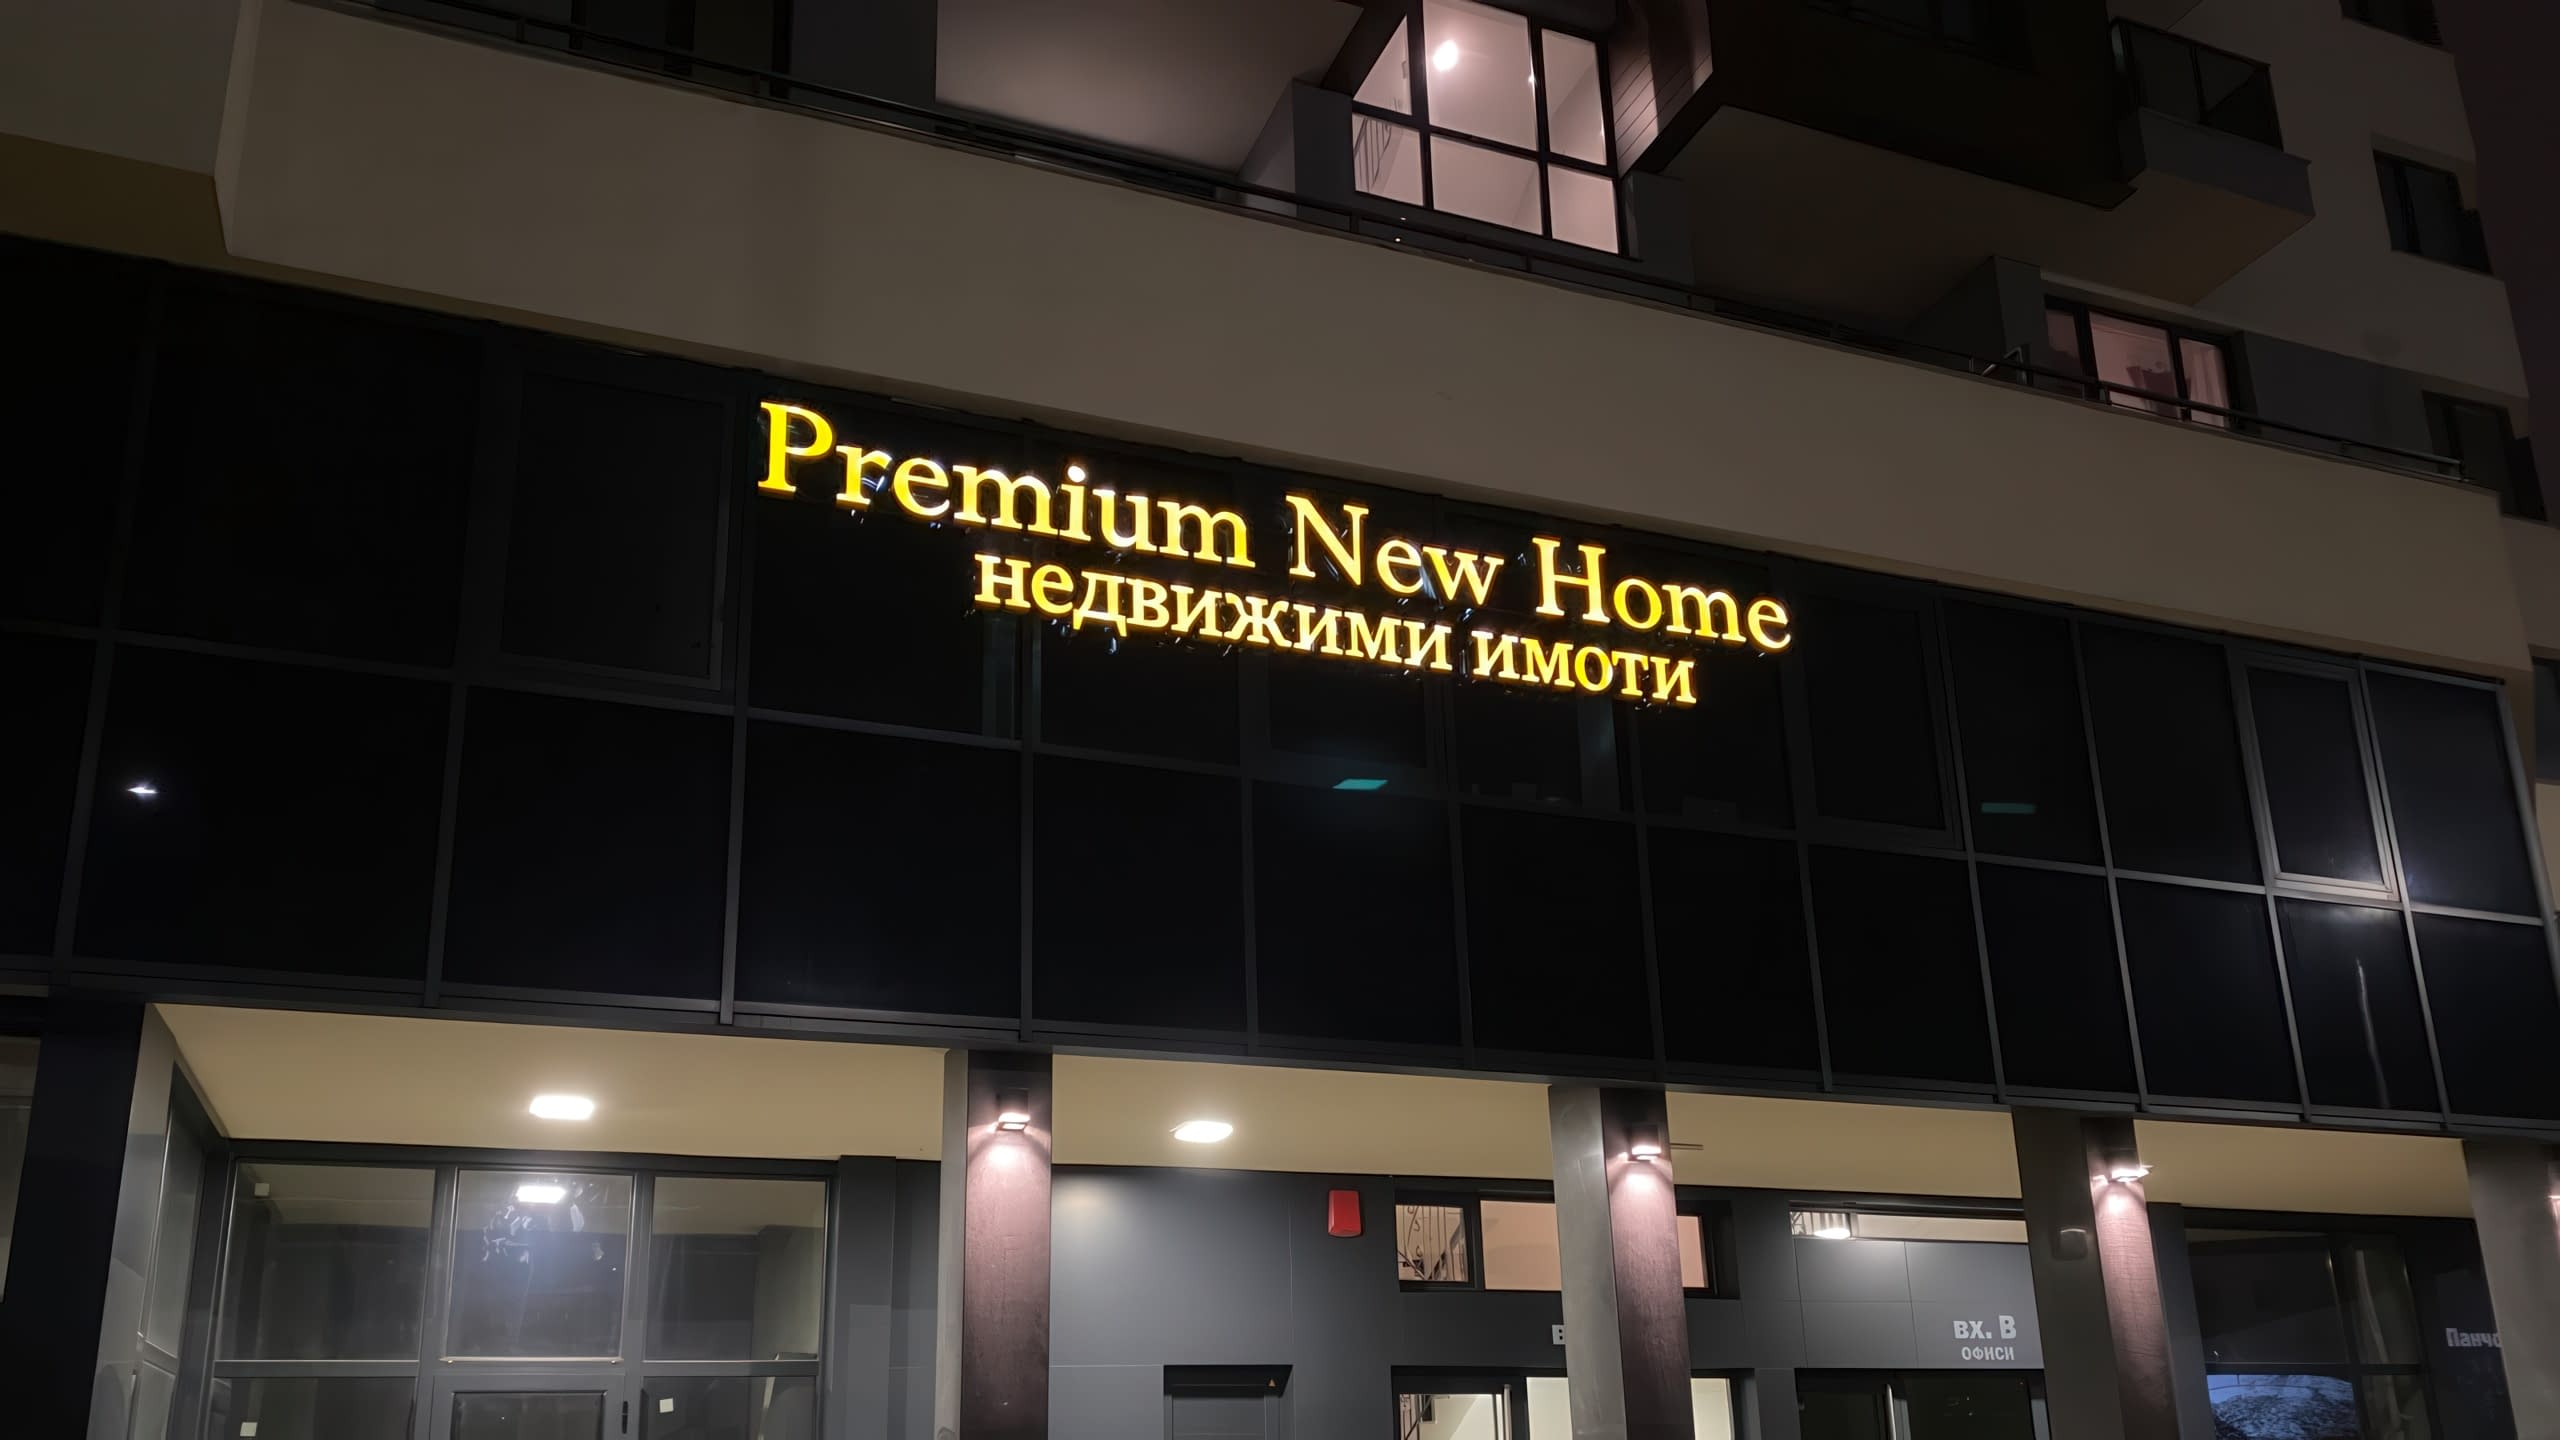 Premium New Home
недвижими имоти
вх. В
офиси